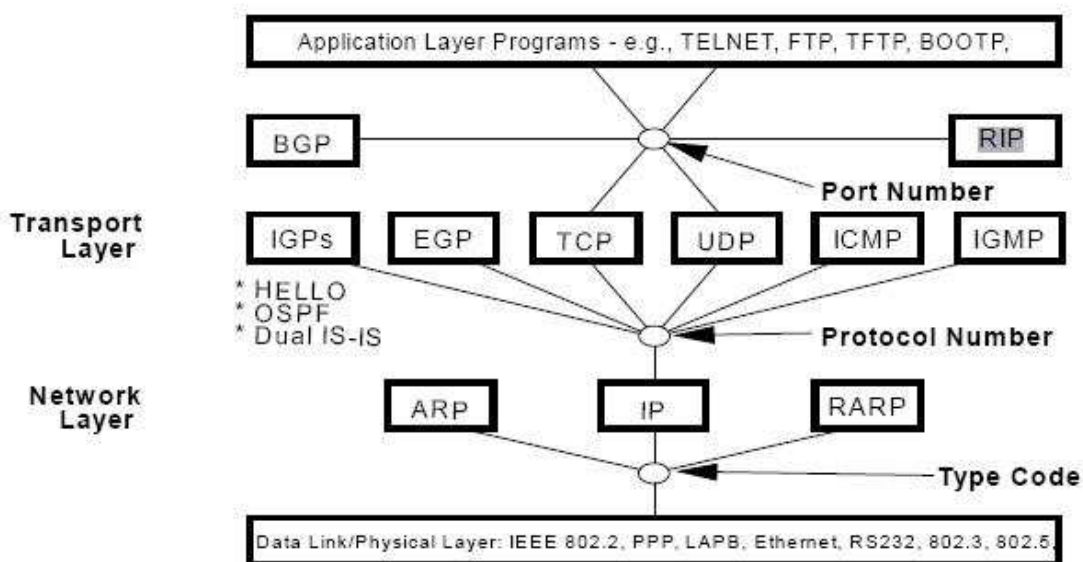 Application Layer Programs - e.g., TELNET, FTP, TFTP, BOOTP,
BGP
RIP
Port Number
Transport
Layer
IGPs
EGP
TCP
UDP
ICMP
IGMP
* HELLO
* OSPF
* Dual IS-IS
Protocol Number
Network
Layer
ARP
IP
RARP
Type Code
Data Link/Physical Layer: IEEE 802.2, PPP, LAPB, Ethernet, RS232, 802.3, 802.5,